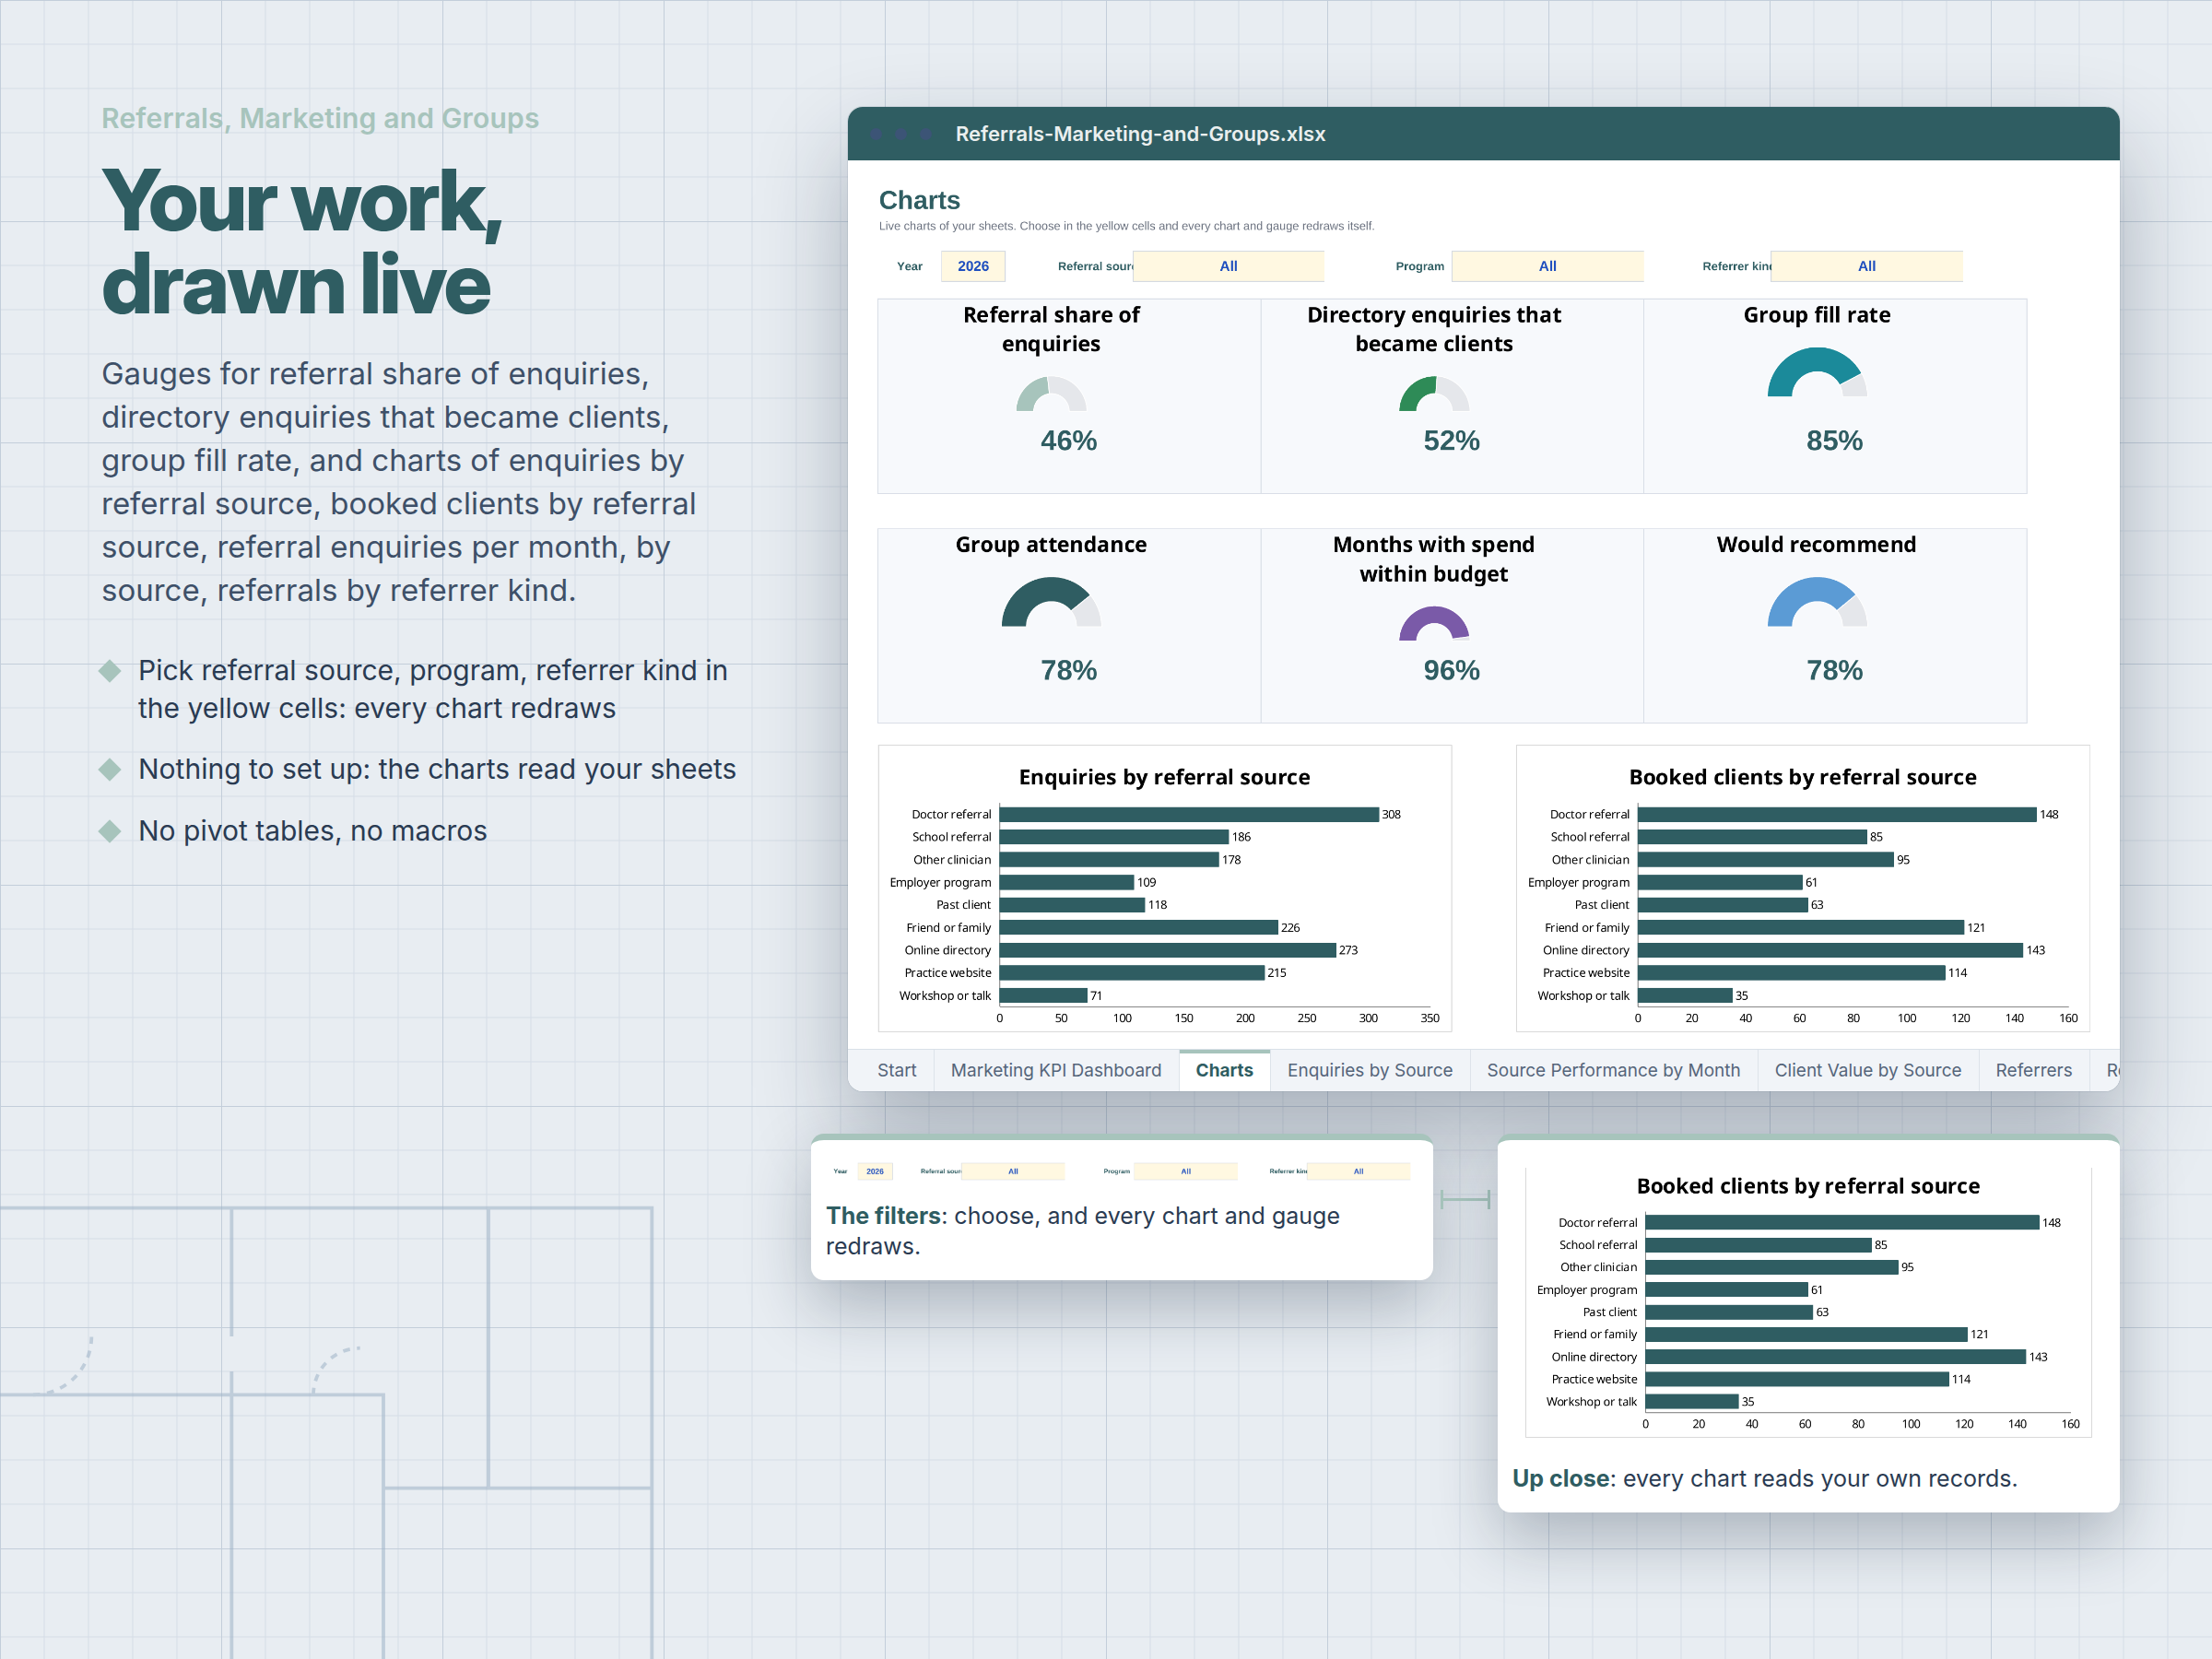 Referrals, Marketing and Groups
Your work,
drawn live
Gauges for referral share of enquiries,
directory enquiries that became clients,
group fill rate, and charts of enquiries by
referral source, booked clients by referral
source, referral enquiries per month, by
source, referrals by referrer kind.
Pick referral source, program, referrer kind in
the yellow cells: every chart redraws
Nothing to set up: the charts read your sheets
No pivot tables, no macros
Referrals-Marketing-and-Groups.xlsx
Charts
Live charts of your sheets. Choose in the yellow cells and every chart and gauge redraws itself.
Year 2026 Referral sourc All Program All Referrer kind All
Referral share of
enquiries
46%
Directory enquiries that
became clients
52%
Group fill rate
85%
Group attendance
78%
Months with spend
within budget
96%
Would recommend
78%
Enquiries by referral source
Doctor referral 308
School referral 186
Other clinician 178
Employer program 109
Past client 118
Friend or family 226
Online directory 273
Practice website 215
Workshop or talk 71
0 50 100 150 200 250 300 350
Booked clients by referral source
Doctor referral 148
School referral 85
Other clinician 95
Employer program 61
Past client 63
Friend or family 121
Online directory 143
Practice website 114
Workshop or talk 35
0 20 40 60 80 100 120 140 160
Start Marketing KPI Dashboard Charts Enquiries by Source Source Performance by Month Client Value by Source Referrers
Year 2026 Referral sourc All Program All Referrer kind All
The filters: choose, and every chart and gauge
redraws.
Booked clients by referral source
Doctor referral 148
School referral 85
Other clinician 95
Employer program 61
Past client 63
Friend or family 121
Online directory 143
Practice website 114
Workshop or talk 35
0 20 40 60 80 100 120 140 160
Up close: every chart reads your own records.